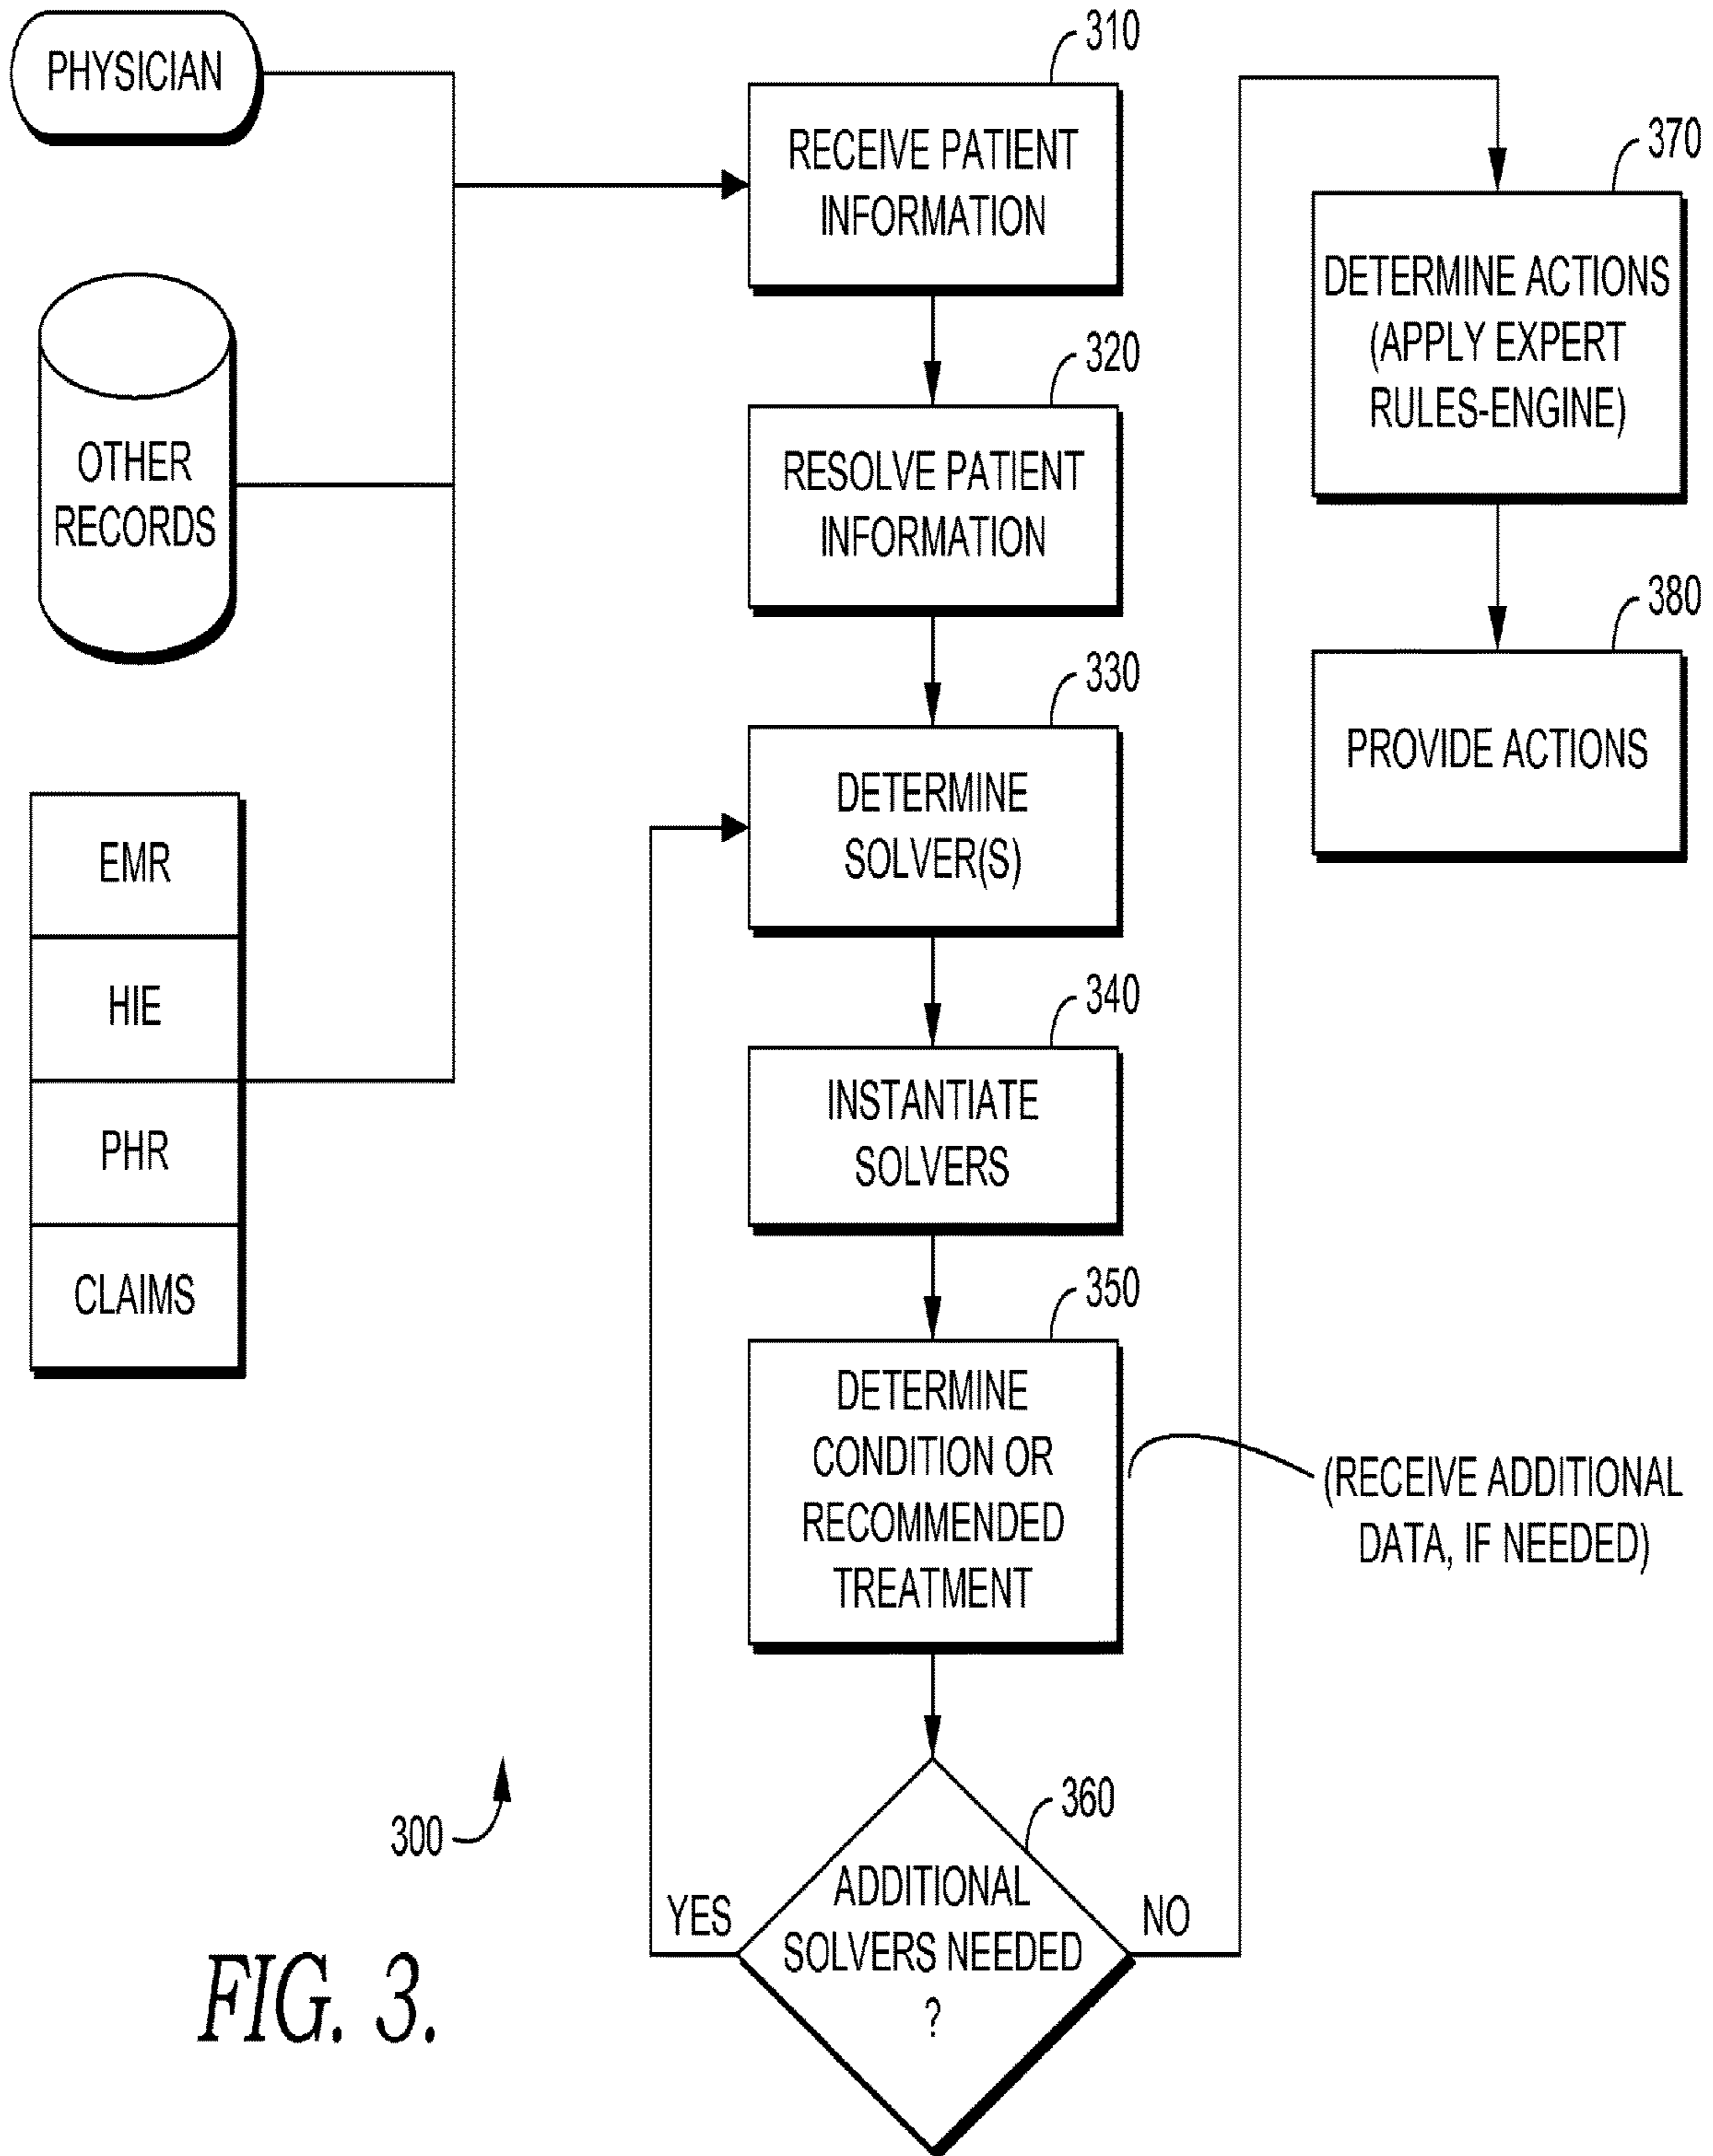 PHYSICIAN
OTHER
RECORDS
EMR
HIE
PHR
CLAIMS
310
RECEIVE PATIENT
INFORMATION
320
RESOLVE PATIENT
INFORMATION
330
DETERMINE
SOLVER(S)
340
INSTANTIATE
SOLVERS
350
DETERMINE
CONDITION OR
RECOMMENDED
TREATMENT
(RECEIVE ADDITIONAL
DATA, IF NEEDED)
360
ADDITIONAL
SOLVERS NEEDED
?
YES
NO
370
DETERMINE ACTIONS
(APPLY EXPERT
RULES-ENGINE)
380
PROVIDE ACTIONS
300
FIG. 3.